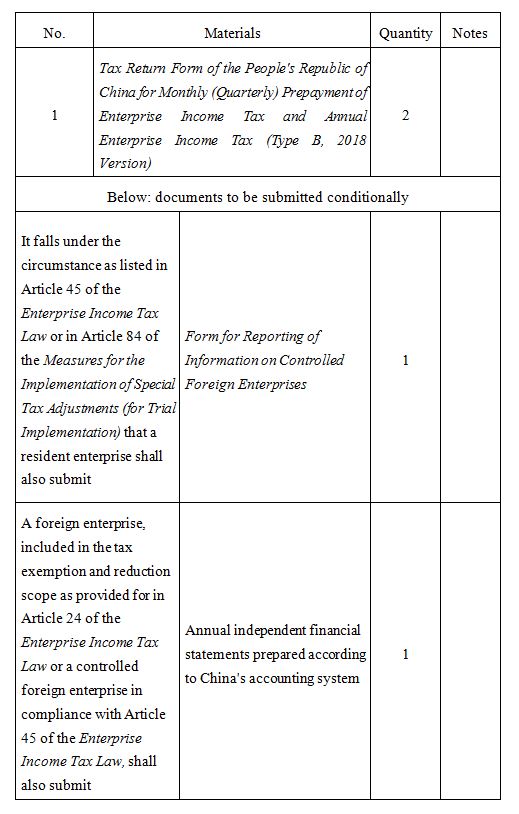 No. Materials Quantity Notes
Tax Return Form of the People's Republic of
China for Monthly (Quarterly) Prepayment of
1 Enterprise Income Tax and Annual 2
Enterprise Income Tax (Type B, 2018
Version)
Below: documents to be submitted conditionally
It falls under the
circumstance as listed in
Article 45 of the
Enterprise Income Tax
Law or in Article 84 of
the Measures for the
Implementation of Special
Tax Adjustments (for Trial
Implementation) that a
resident enterprise shall
also submit
Form for Reporting of
Information on Controlled
Foreign Enterprises
1
A foreign enterprise,
included in the tax
exemption and reduction
scope as provided for in
Article 24 of the
Enterprise Income Tax
Law or a controlled
foreign enterprise in
compliance with Article
45 of the Enterprise
Income Tax Law, shall
also submit
Annual independent financial
statements prepared according
to China's accounting system
1